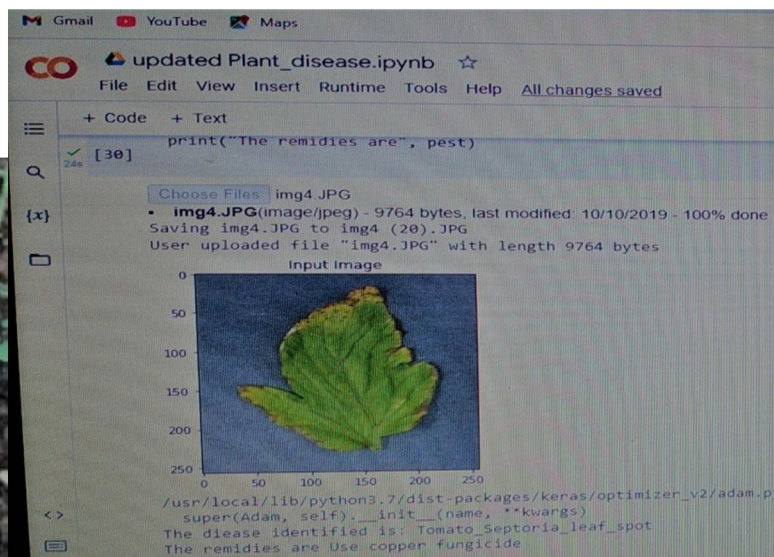 Gmail YouTube Maps
updated Plant_disease.ipynb
File Edit View Insert Runtime Tools Help All changes saved
+ Code + Text
print("The remidies are", pest)
24s [30]
Choose Files img4.JPG
img4.JPG(image/jpeg) - 9764 bytes, last modified: 10/10/2019 - 100% done
Saving img4.JPG to img4 (20).JPG
User uploaded file "img4.JPG" with length 9764 bytes
Input Image
0
50
100
150
200
250
0 50 100 150 200 250
/usr/local/lib/python3.7/dist-packages/keras/optimizer_v2/adam.p
super(Adam, self).__init__(name, **kwargs)
The diease identified is: Tomato_Septoria_leaf_spot
The remidies are Use copper fungicide
{x}
<>